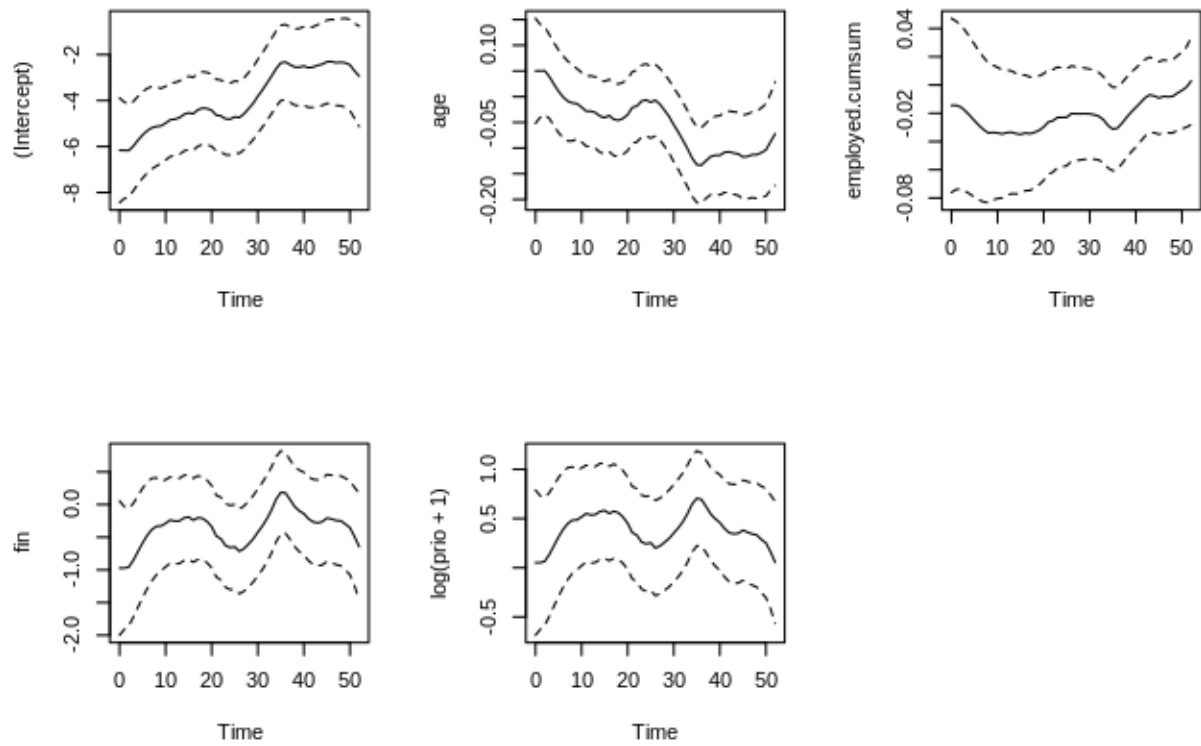 (Intercept)
-2
-4
-6
-8
0 10 20 30 40 50
Time
age
0.10
-0.05
-0.20
0 10 20 30 40 50
Time
employed.cumsum
0.04
-0.02
-0.08
0 10 20 30 40 50
Time
fin
0.0
-1.0
-2.0
0 10 20 30 40 50
Time
log(prio + 1)
1.0
0.5
-0.5
0 10 20 30 40 50
Time